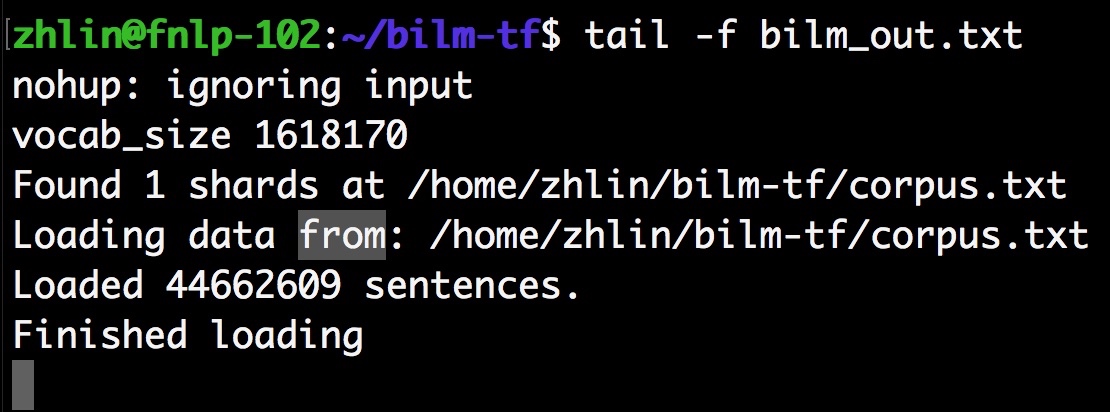 zhlin@fnlp-102:~/bilm-tf$ tail -f bilm_out.txt
nohup: ignoring input
vocab_size 1618170
Found 1 shards at /home/zhlin/bilm-tf/corpus.txt
Loading data from: /home/zhlin/bilm-tf/corpus.txt
Loaded 44662609 sentences.
Finished loading